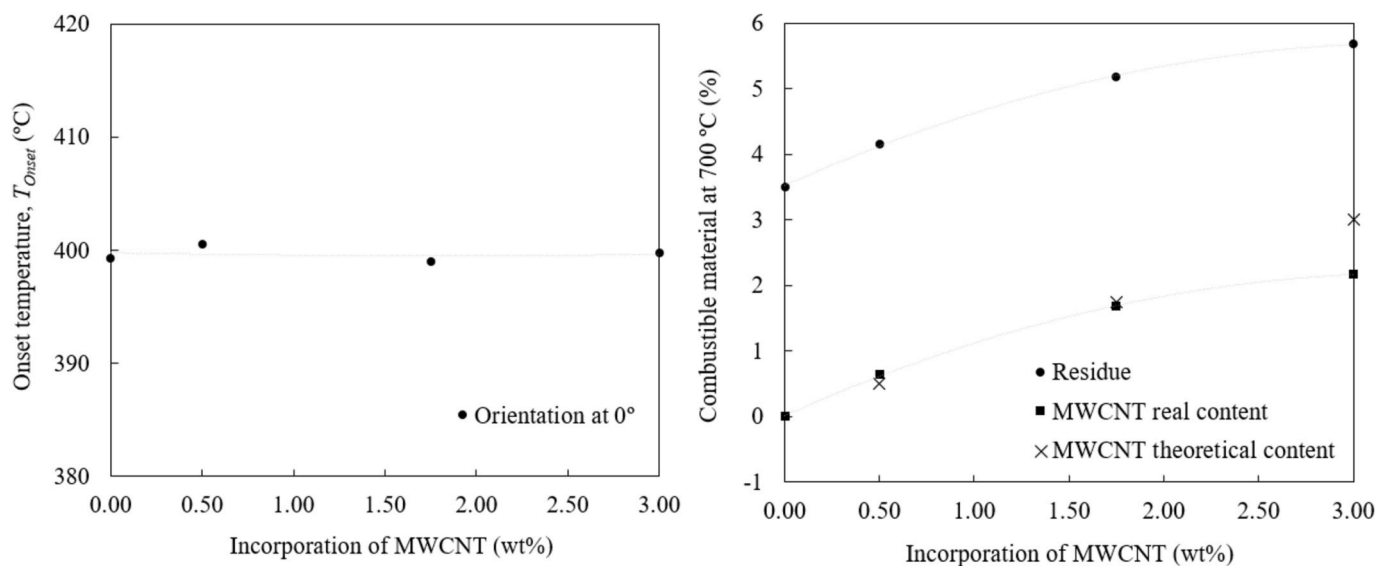 Onset temperature, T_Onset (ºC)
420
410
400
390
380
Orientation at 0º
0.00 0.50 1.00 1.50 2.00 2.50 3.00
Incorporation of MWCNT (wt%)
Combustible material at 700 ºC (%)
6
5
4
3
2
1
0
-1
Residue
MWCNT real content
MWCNT theoretical content
0.00 0.50 1.00 1.50 2.00 2.50 3.00
Incorporation of MWCNT (wt%)